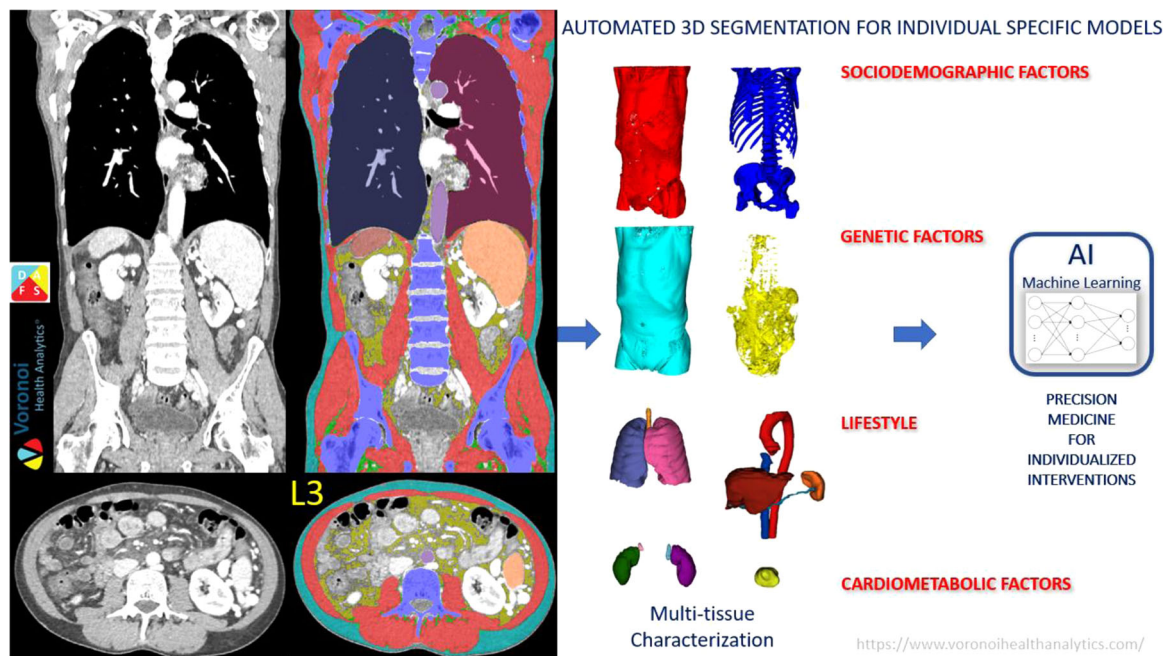 AUTOMATED 3D SEGMENTATION FOR INDIVIDUAL SPECIFIC MODELS
SOCIODEMOGRAPHIC FACTORS
GENETIC FACTORS
LIFESTYLE
CARDIOMETABOLIC FACTORS
AI
Machine Learning
PRECISION
MEDICINE
FOR
INDIVIDUALIZED
INTERVENTIONS
D A
F S
Voronoi
Health Analytics®
L3
Multi-tissue
Characterization
https://www.voronoihealthanalytics.com/